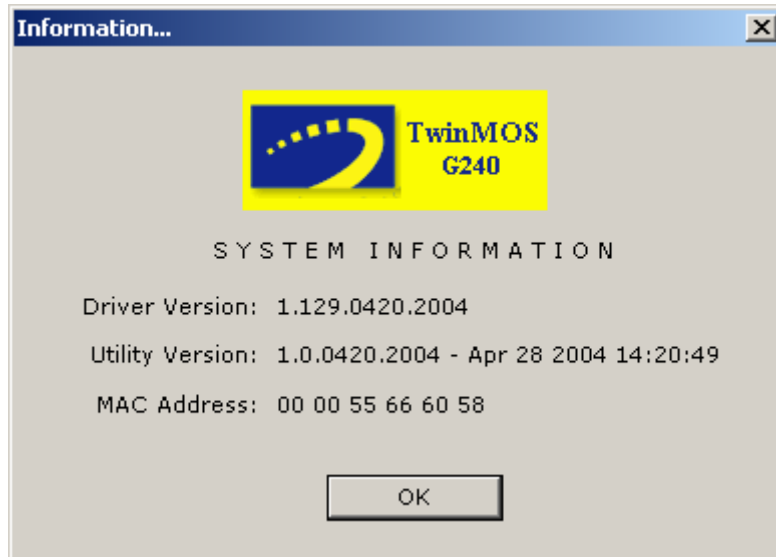 Information...
TwinMOS
G240
SYSTEM INFORMATION
Driver Version: 1.129.0420.2004
Utility Version: 1.0.0420.2004 - Apr 28 2004 14:20:49
MAC Address: 00 00 55 66 60 58
OK